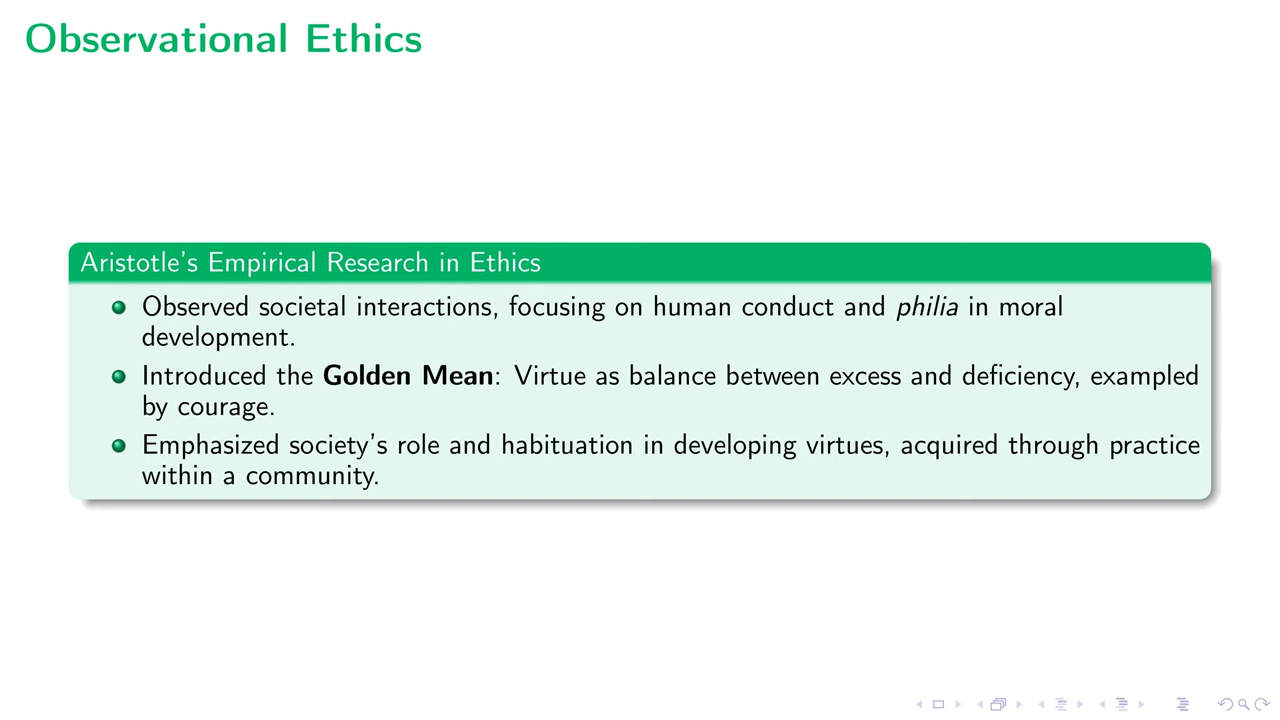 Observational Ethics
Aristotle's Empirical Research in Ethics
Observed societal interactions, focusing on human conduct and philia in moral
development.
Introduced the Golden Mean: Virtue as balance between excess and deficiency, exampled
by courage.
Emphasized society's role and habituation in developing virtues, acquired through practice
within a community.